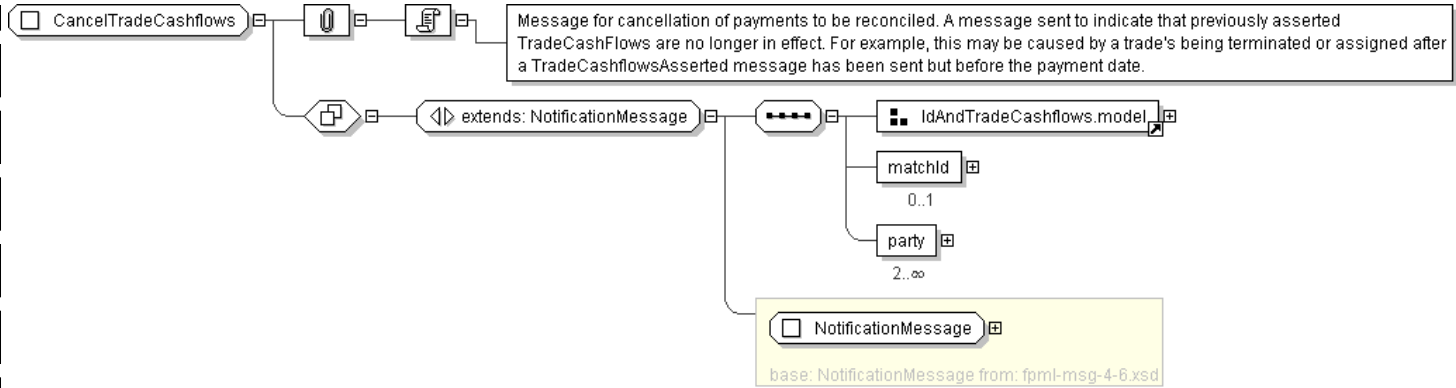 CancelTradeCashflows
Message for cancellation of payments to be reconciled. A message sent to indicate that previously asserted
TradeCashFlows are no longer in effect. For example, this may be caused by a trade's being terminated or assigned after
a TradeCashflowsAsserted message has been sent but before the payment date.
extends: NotificationMessage
IdAndTradeCashflows.model
matchId
0..1
party
2..∞
NotificationMessage
base: NotificationMessage from: fpml-msg-4-6.xsd